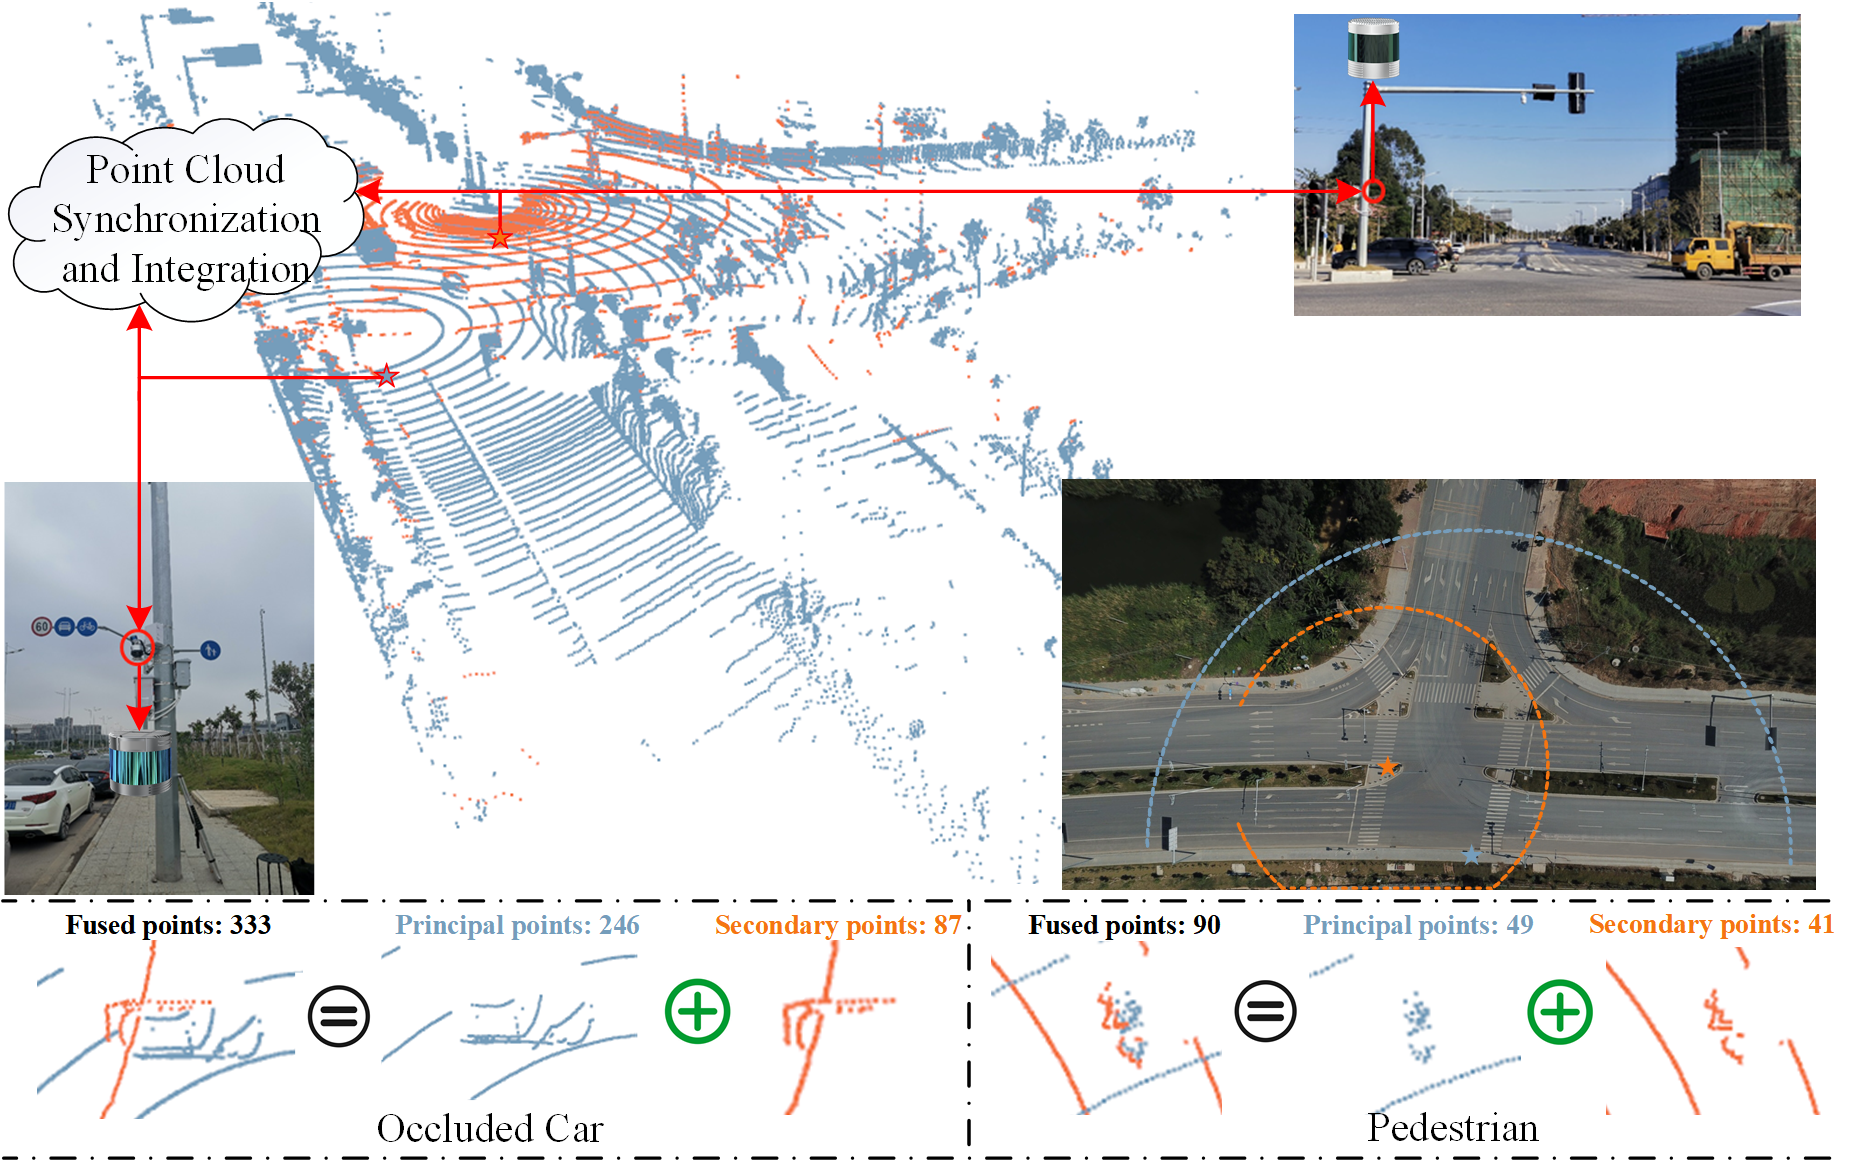 Point Cloud
Synchronization
and Integration
60
Fused points: 333
Principal points: 246
Secondary points: 87
Fused points: 90
Principal points: 49
Secondary points: 41
Occluded Car
Pedestrian